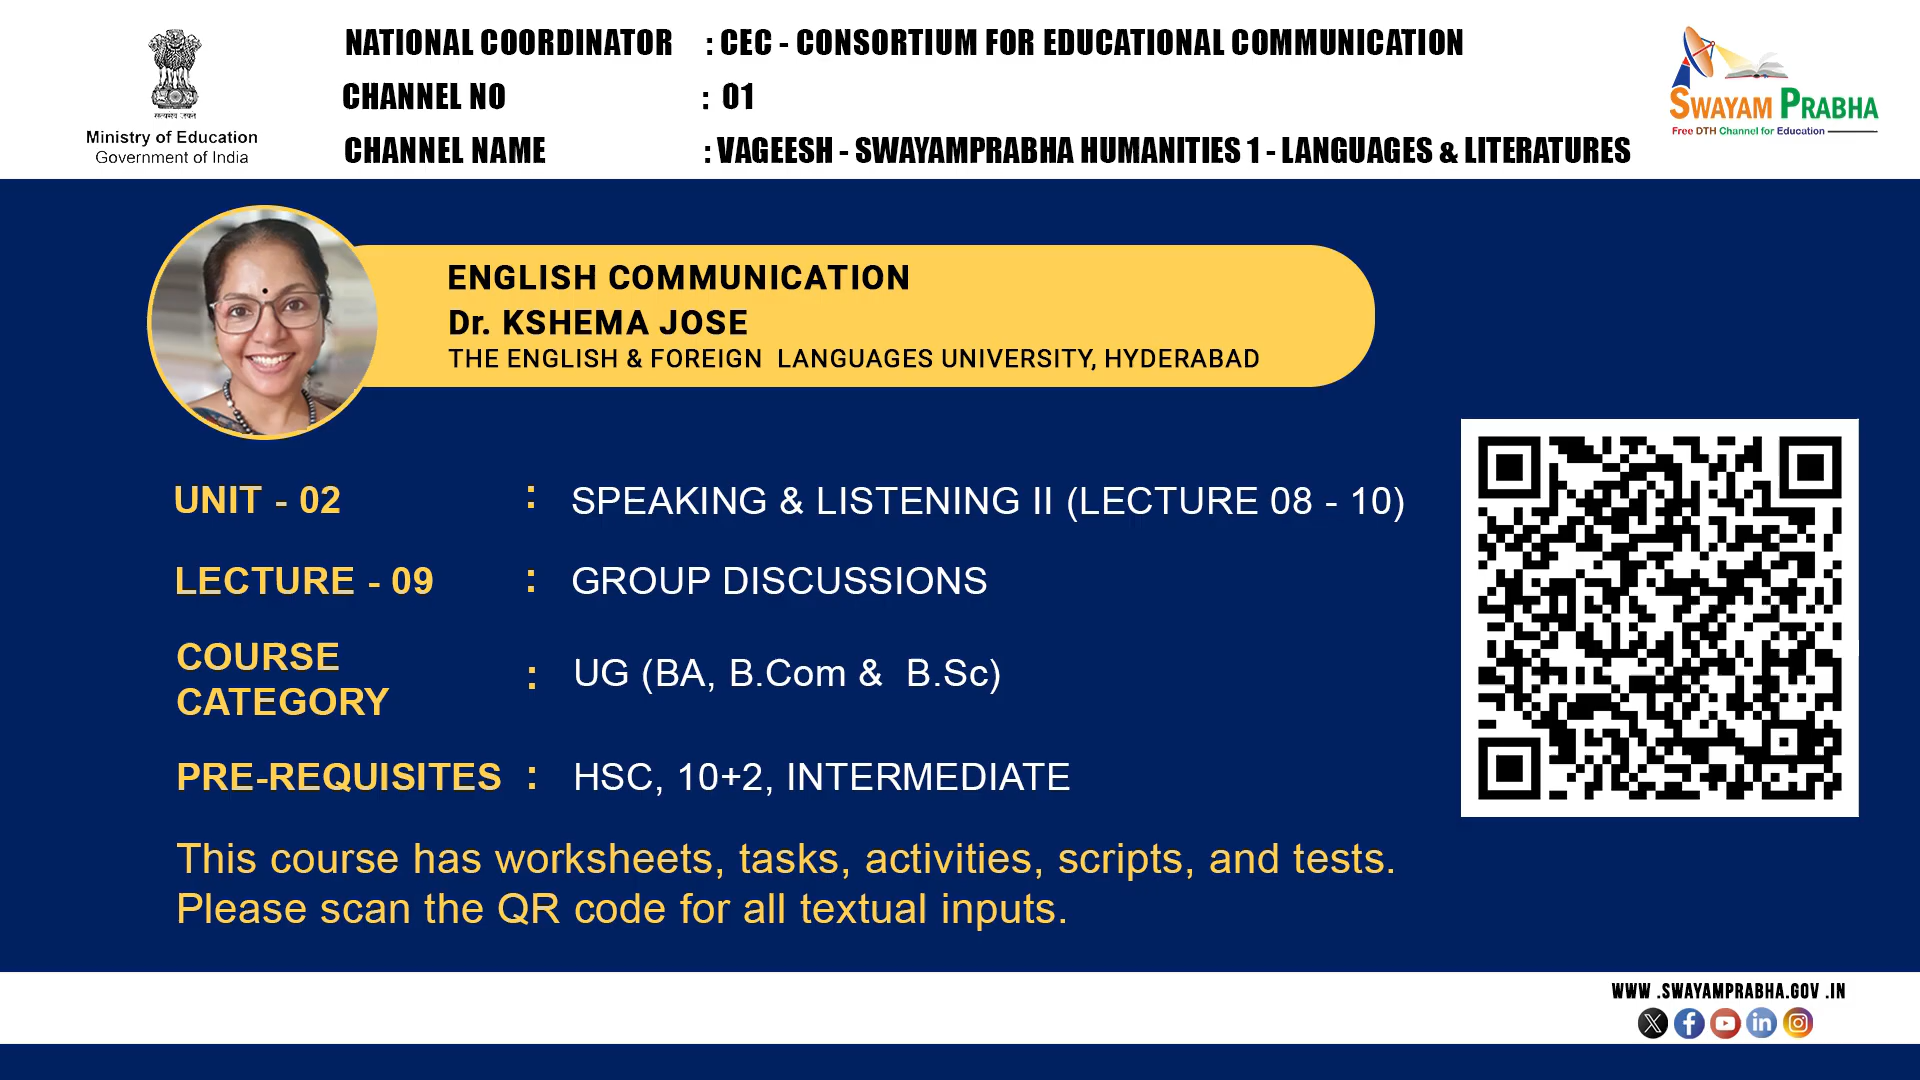 NATIONAL COORDINATOR : CEC - CONSORTIUM FOR EDUCATIONAL COMMUNICATION
CHANNEL NO : 01
CHANNEL NAME : VAGEESH - SWAYAMPRABHA HUMANITIES 1 - LANGUAGES & LITERATURES
सत्यमेव जयते
Ministry of Education
Government of India
SWAYAM PRABHA
Free DTH Channel for Education
ENGLISH COMMUNICATION
Dr. KSHEMA JOSE
THE ENGLISH & FOREIGN LANGUAGES UNIVERSITY, HYDERABAD
UNIT - 02 : SPEAKING & LISTENING II (LECTURE 08 - 10)
LECTURE - 09 : GROUP DISCUSSIONS
COURSE
CATEGORY : UG (BA, B.Com & B.Sc)
PRE-REQUISITES : HSC, 10+2, INTERMEDIATE
This course has worksheets, tasks, activities, scripts, and tests.
Please scan the QR code for all textual inputs.
WWW .SWAYAMPRABHA.GOV .IN